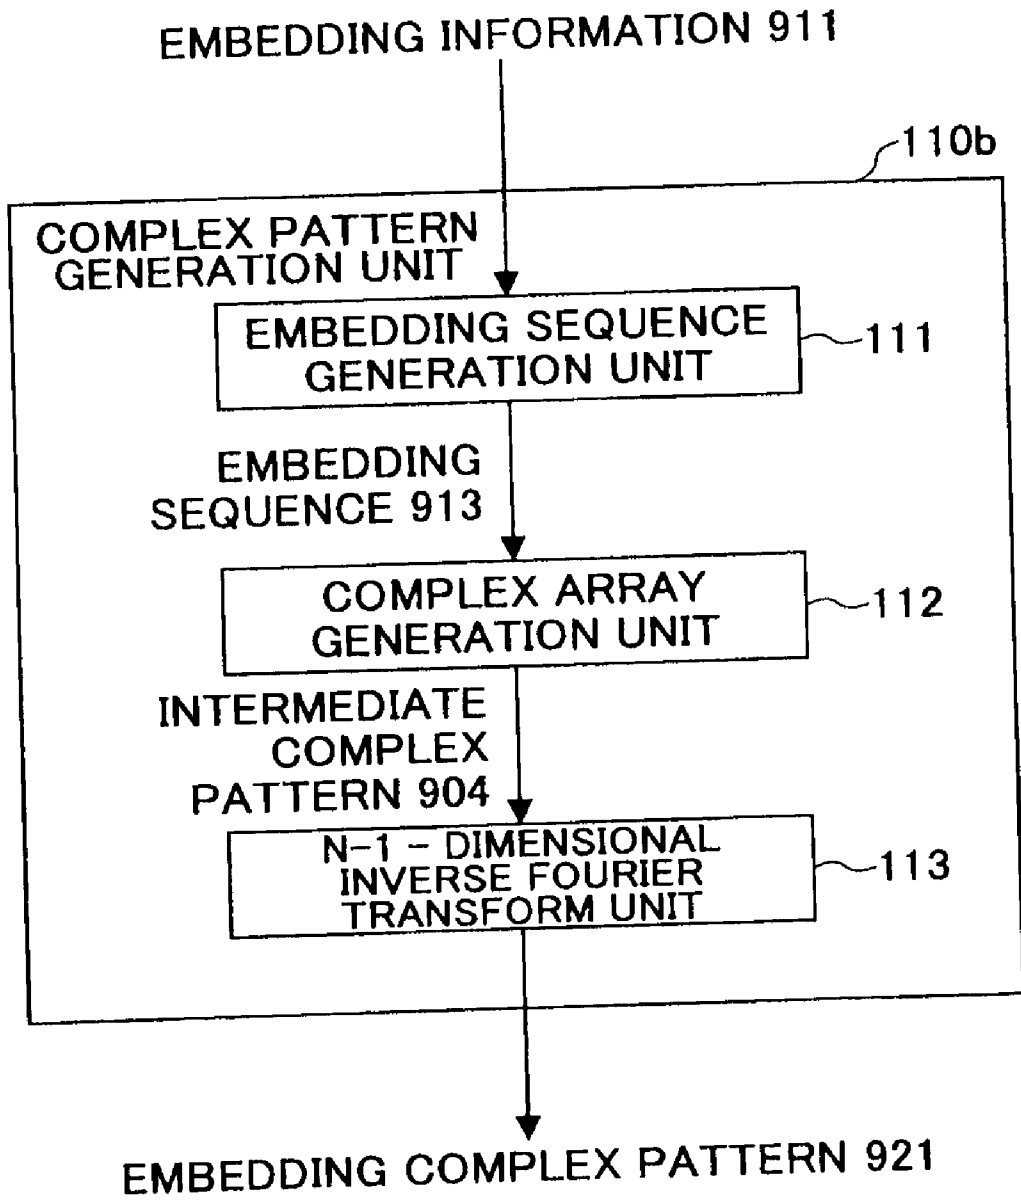 EMBEDDING INFORMATION 911
110b
COMPLEX PATTERN
GENERATION UNIT
EMBEDDING SEQUENCE
GENERATION UNIT
111
EMBEDDING
SEQUENCE 913
COMPLEX ARRAY
GENERATION UNIT
112
INTERMEDIATE
COMPLEX
PATTERN 904
N-1 - DIMENSIONAL
INVERSE FOURIER
TRANSFORM UNIT
113
EMBEDDING COMPLEX PATTERN 921